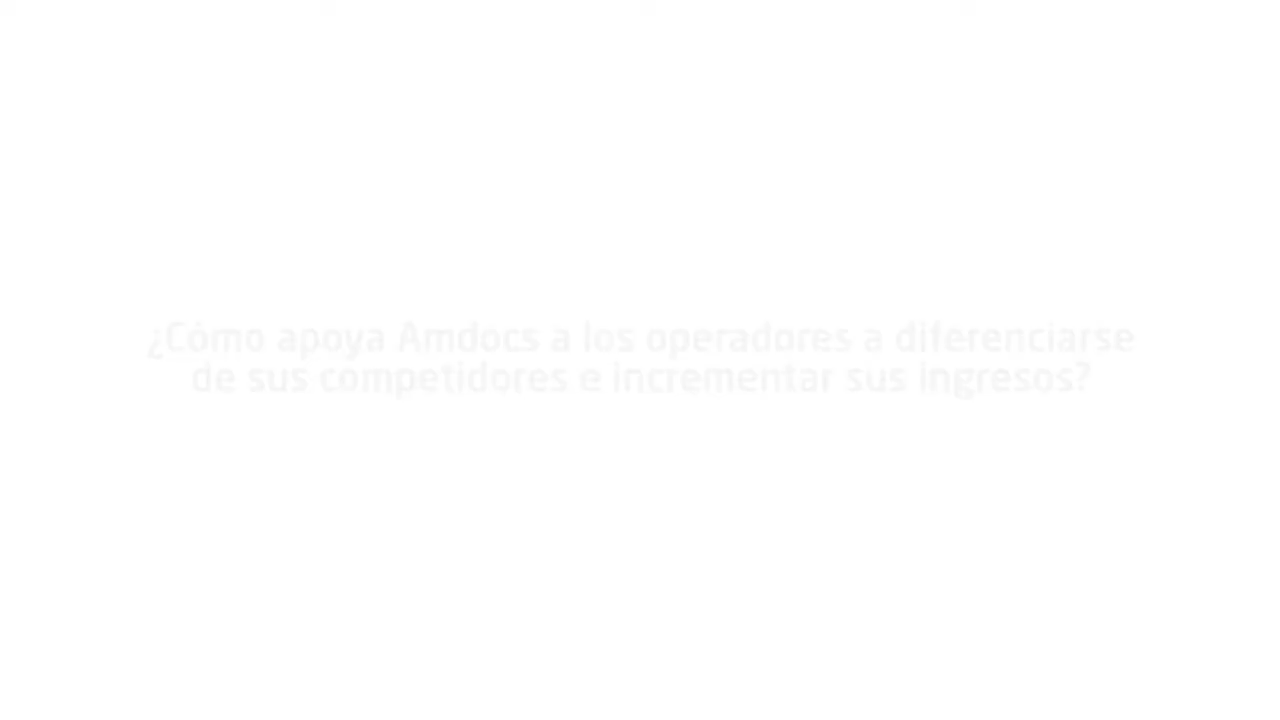 ¿Cómo apoya Amdocs a los operadores a diferenciarse
de sus competidores e incrementar sus ingresos?